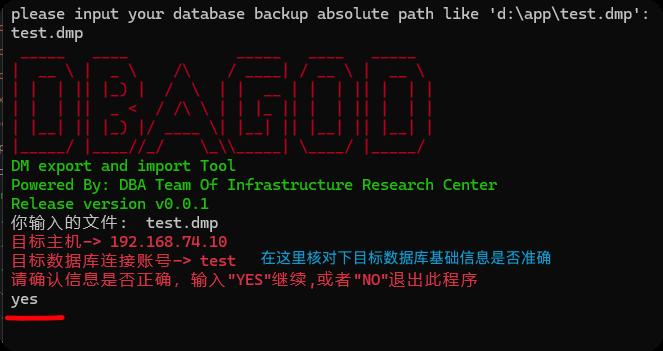 please input your database backup absolute path like 'd:\app\test.dmp':
test.dmp
DBAGOD
DM export and import Tool
Powered By: DBA Team Of Infrastructure Research Center
Release version v0.0.1
你输入的文件: test.dmp
目标主机-> 192.168.74.10
目标数据库连接账号-> test 在这里核对下目标数据库基础信息是否准确
请确认信息是否正确，输入"YES"继续,或者"NO"退出此程序
yes